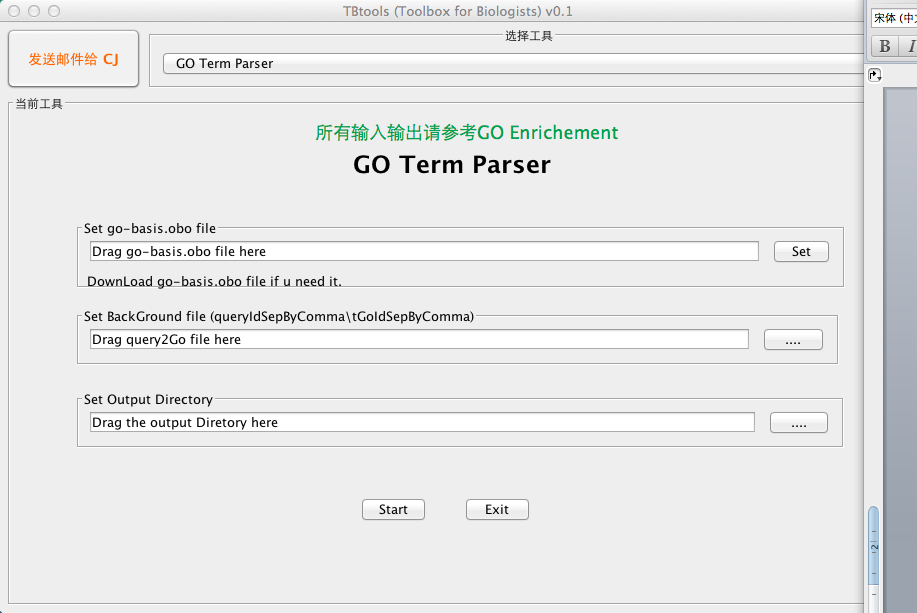 TBtools (Toolbox for Biologists) v0.1
发送邮件给 CJ
选择工具
GO Term Parser
当前工具
所有输入输出请参考GO Enrichement
GO Term Parser
Set go-basis.obo file
Drag go-basis.obo file here
Set
DownLoad go-basis.obo file if u need it.
Set BackGround file (queryIdSepByComma\tGoIdSepByComma)
Drag query2Go file here
....
Set Output Directory
Drag the output Diretory here
....
Start
Exit
宋体 (中
B
I
2